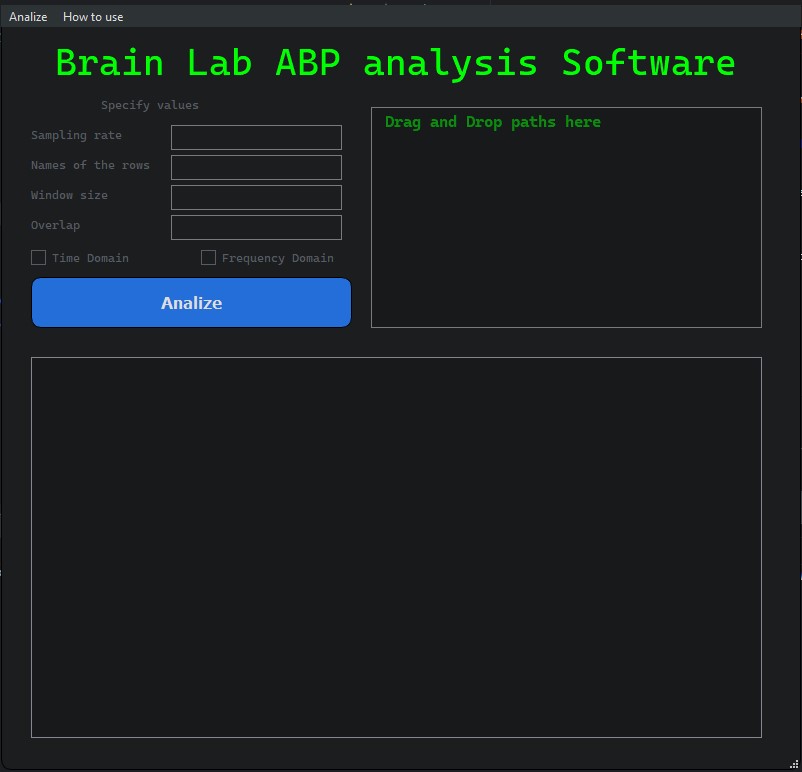 Analize How to use
Brain Lab ABP analysis Software
Specify values
Sampling rate
Names of the rows
Window size
Overlap
Time Domain Frequency Domain
Analize
Drag and Drop paths here